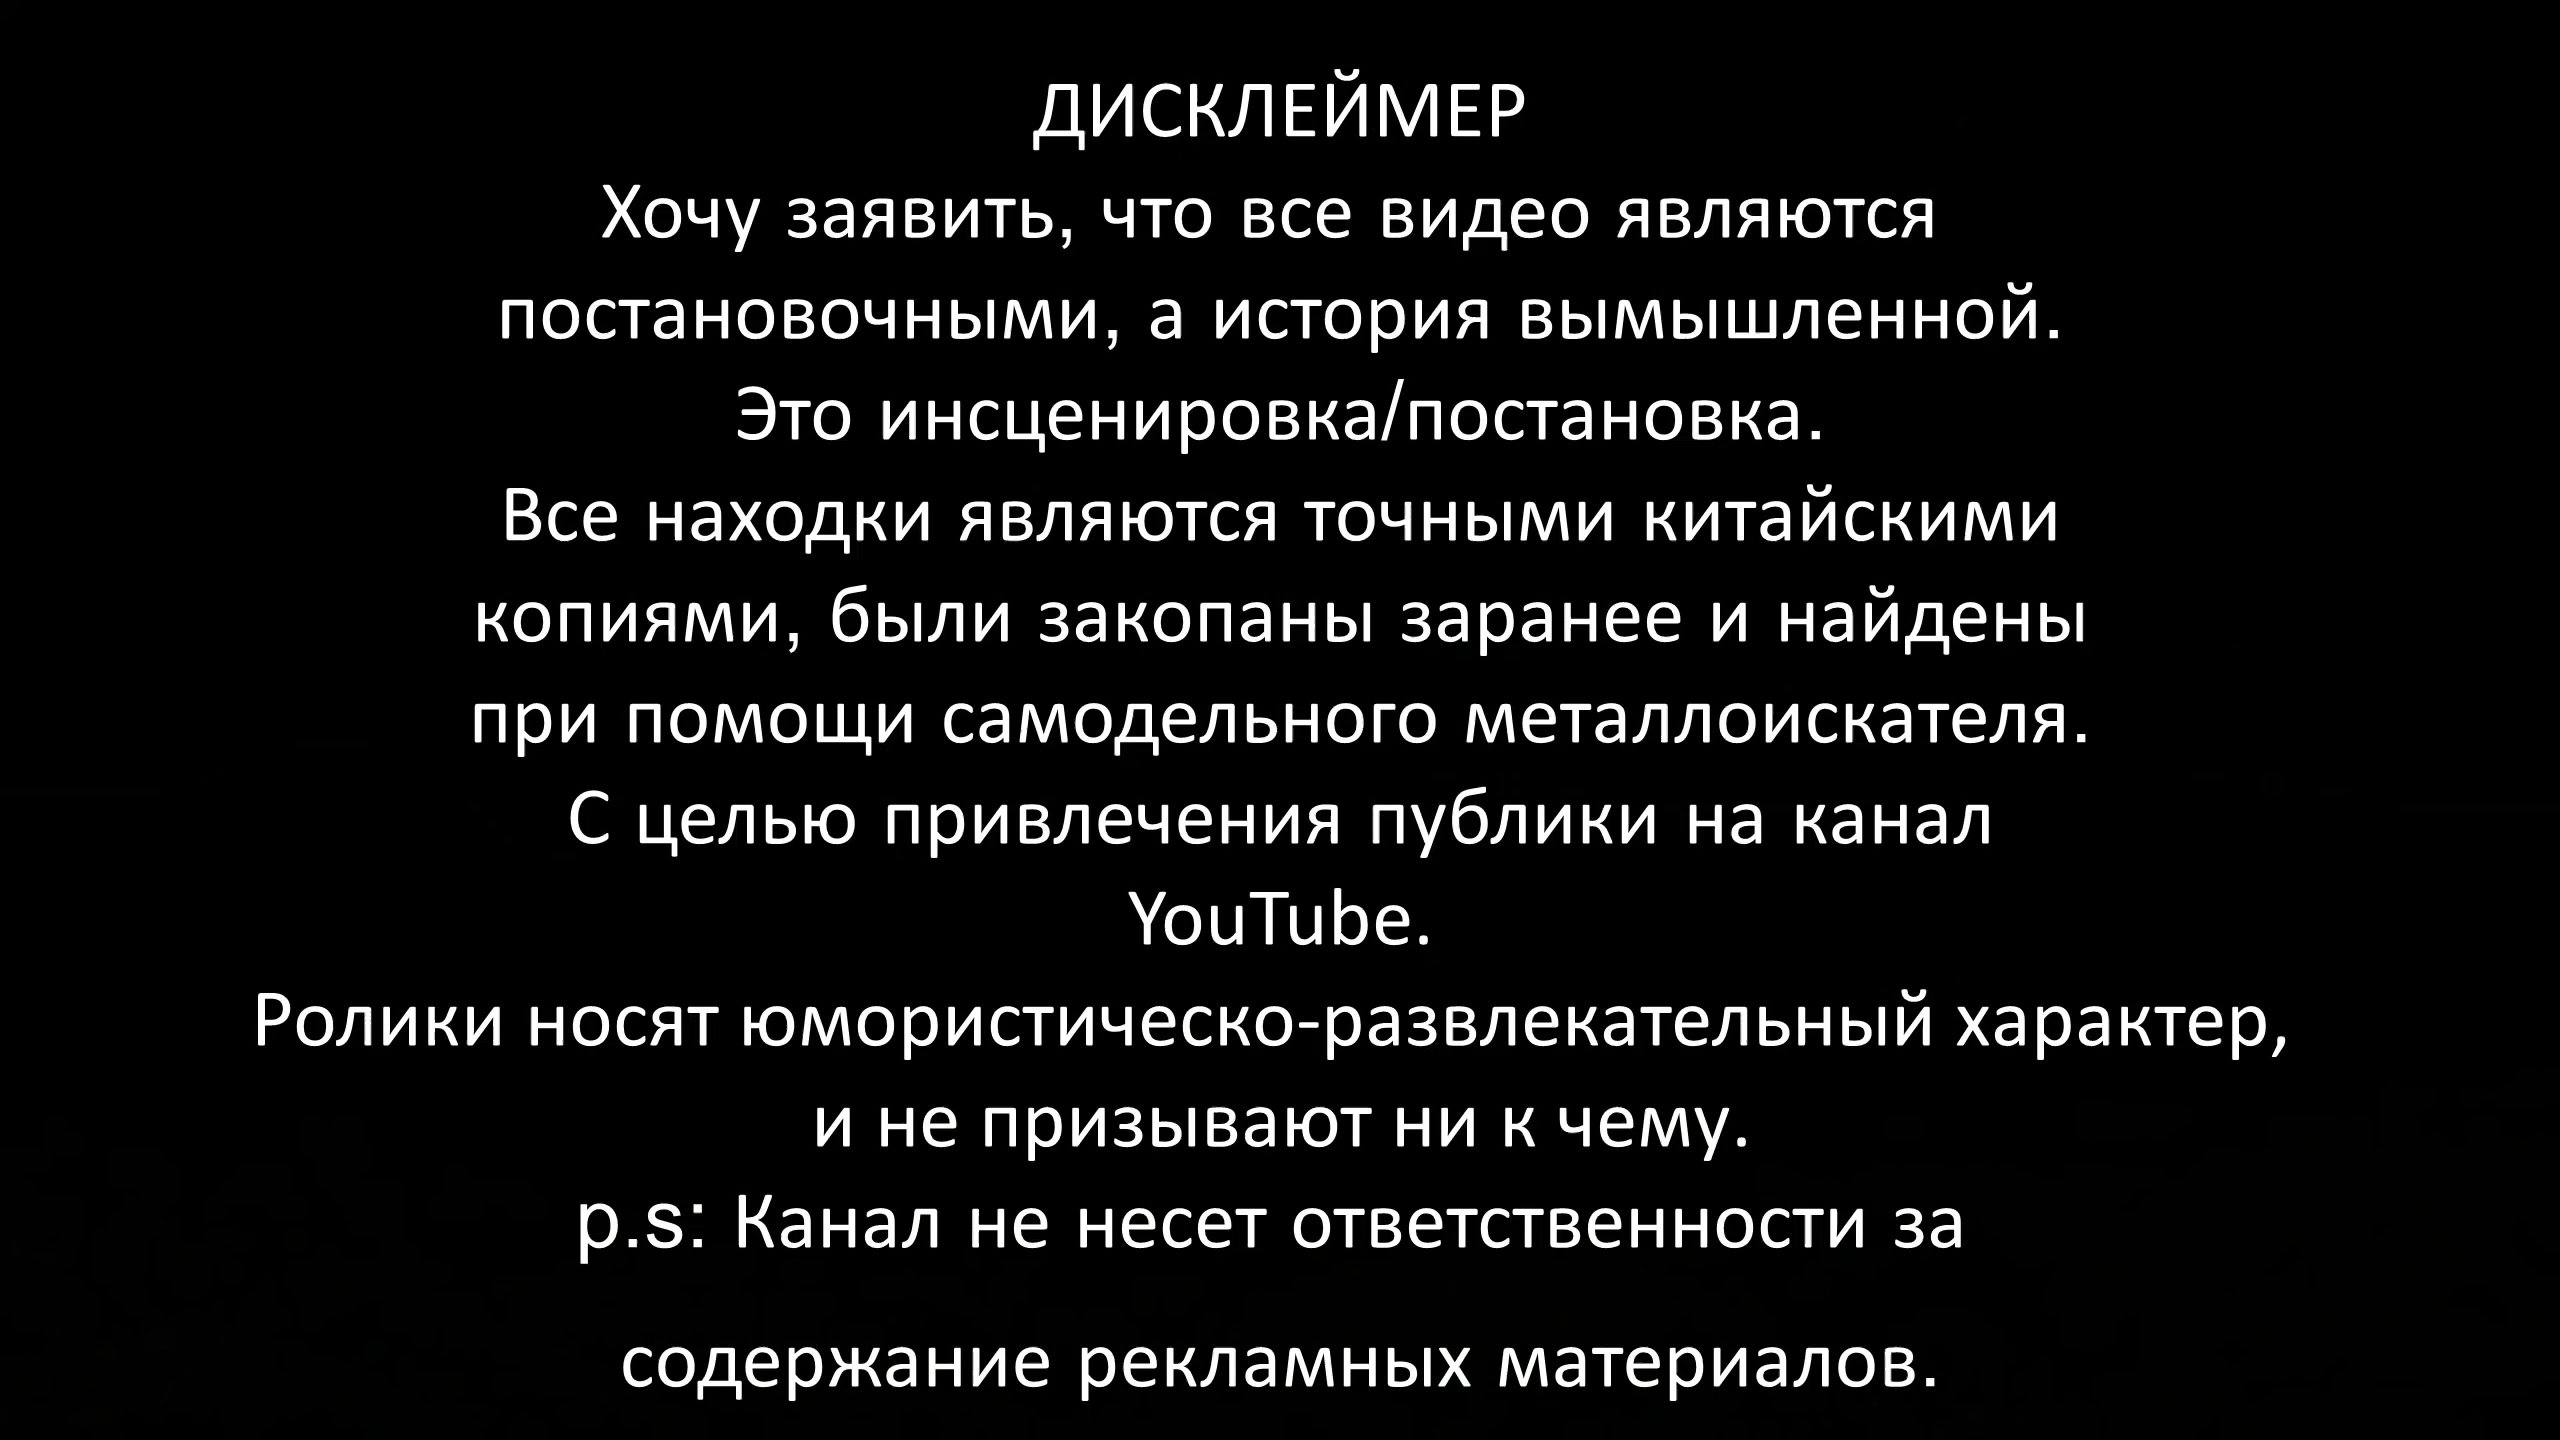 ДИСКЛЕЙМЕР
Хочу заявить, что все видео являются
постановочными, а история вымышленной.
Это инсценировка/постановка.
Все находки являются точными китайскими
копиями, были закопаны заранее и найдены
при помощи самодельного металлоискателя.
С целью привлечения публики на канал
YouTube.
Ролики носят юмористическо-развлекательный характер,
и не призывают ни к чему.
p.s: Канал не несет ответственности за
содержание рекламных материалов.